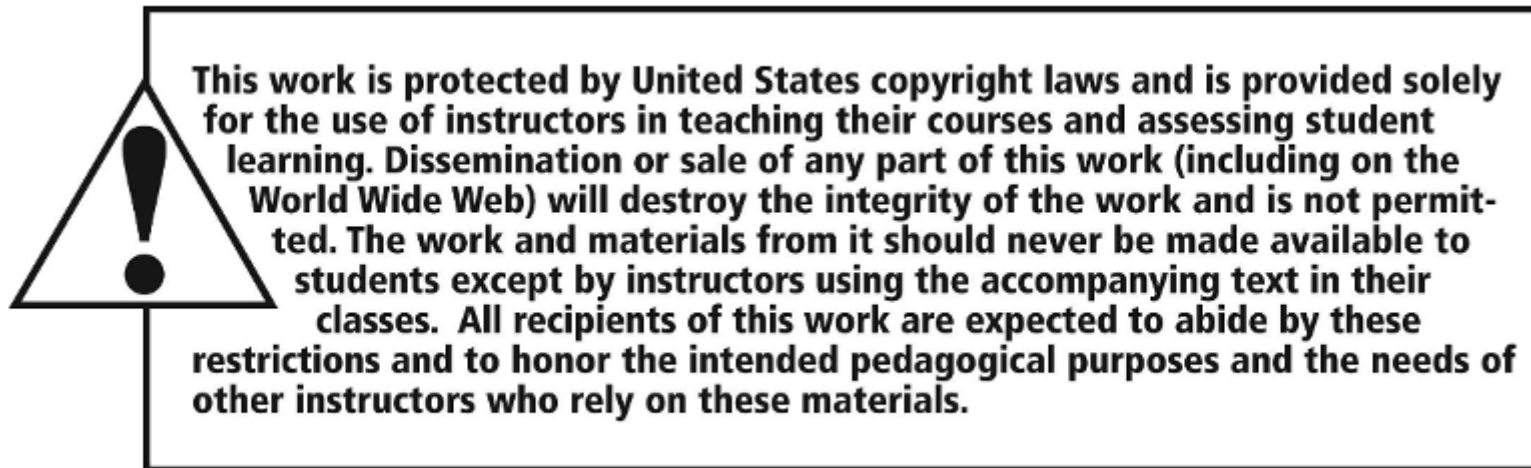 This work is protected by United States copyright laws and is provided solely
for the use of instructors in teaching their courses and assessing student
learning. Dissemination or sale of any part of this work (including on the
World Wide Web) will destroy the integrity of the work and is not permit-
ted. The work and materials from it should never be made available to
students except by instructors using the accompanying text in their
classes.  All recipients of this work are expected to abide by these
restrictions and to honor the intended pedagogical purposes and the needs of
other instructors who rely on these materials.